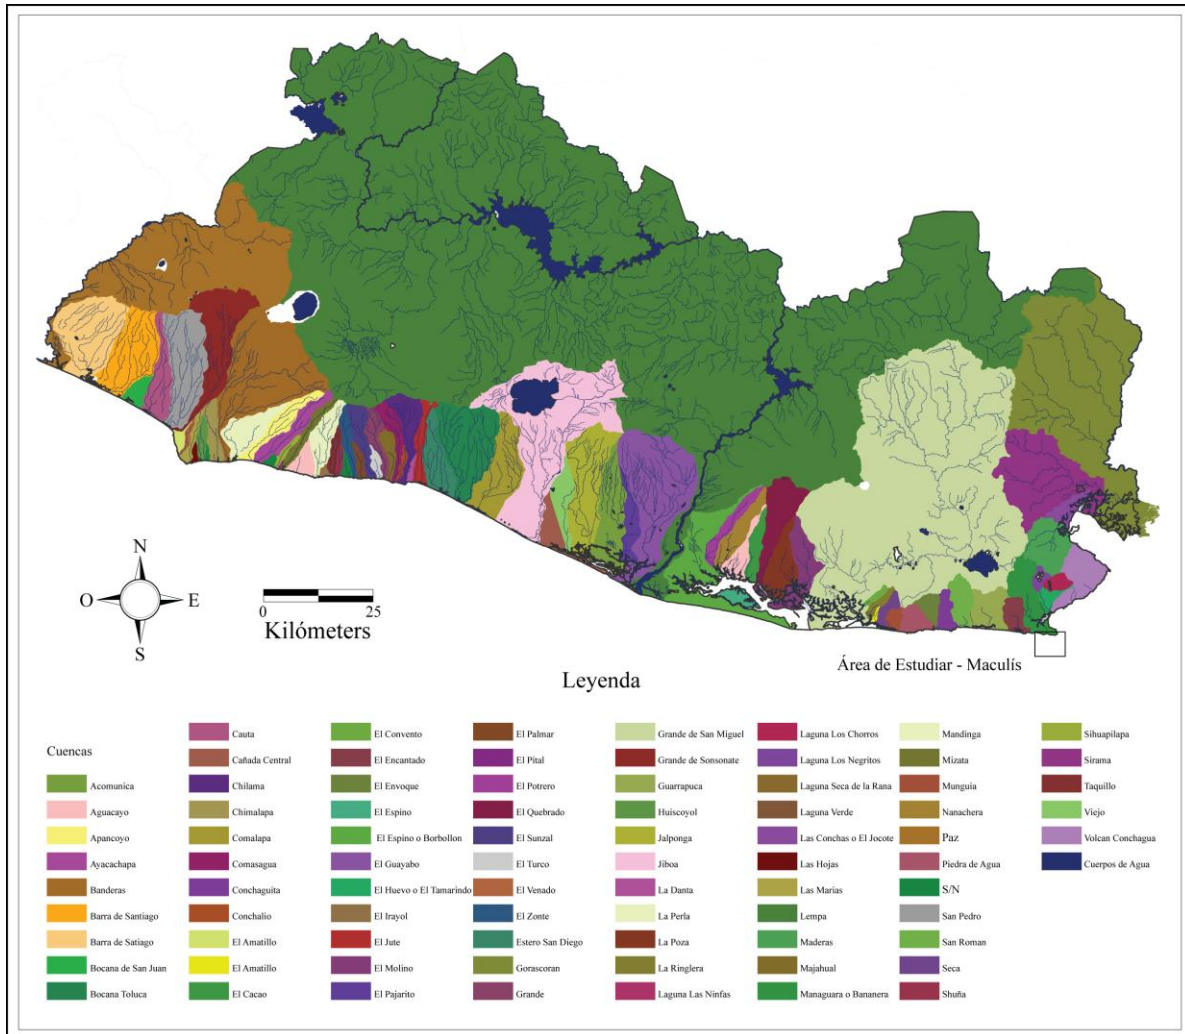 N
O
E
S
0
25
Kilómeters
Área de Estudiar - Maculís
Leyenda
Cuencas
Acomunica
Aguacayo
Apancoyo
Ayacachapa
Banderas
Barra de Santiago
Barra de Satiago
Bocana de San Juan
Bocana Toluca
Cauta
Cañada Central
Chilama
Chimalapa
Comalapa
Comasagua
Conchaguita
Conchalio
El Amatillo
El Amatillo
El Cacao
El Convento
El Encantado
El Envoque
El Espino
El Espino o Borbollon
El Guayabo
El Huevo o El Tamarindo
El Irayol
El Jute
El Molino
El Pajarito
El Palmar
El Pital
El Potrero
El Quebrado
El Sunzal
El Turco
El Venado
El Zonte
Estero San Diego
Gorascoran
Grande
Grande de San Miguel
Grande de Sonsonate
Guarrapuca
Huiscoyol
Jalponga
Jiboa
La Danta
La Perla
La Poza
La Ringlera
Laguna Las Ninfas
Laguna Los Chorros
Laguna Los Negritos
Laguna Seca de la Rana
Laguna Verde
Las Conchas o El Jocote
Las Hojas
Las Marias
Lempa
Maderas
Majahual
Managuara o Bananera
Mandinga
Mizata
Munguia
Nanachera
Paz
Piedra de Agua
S/N
San Pedro
San Roman
Seca
Shuña
Sihuapilapa
Sirama
Taquillo
Viejo
Volcan Conchagua
Cuerpos de Agua